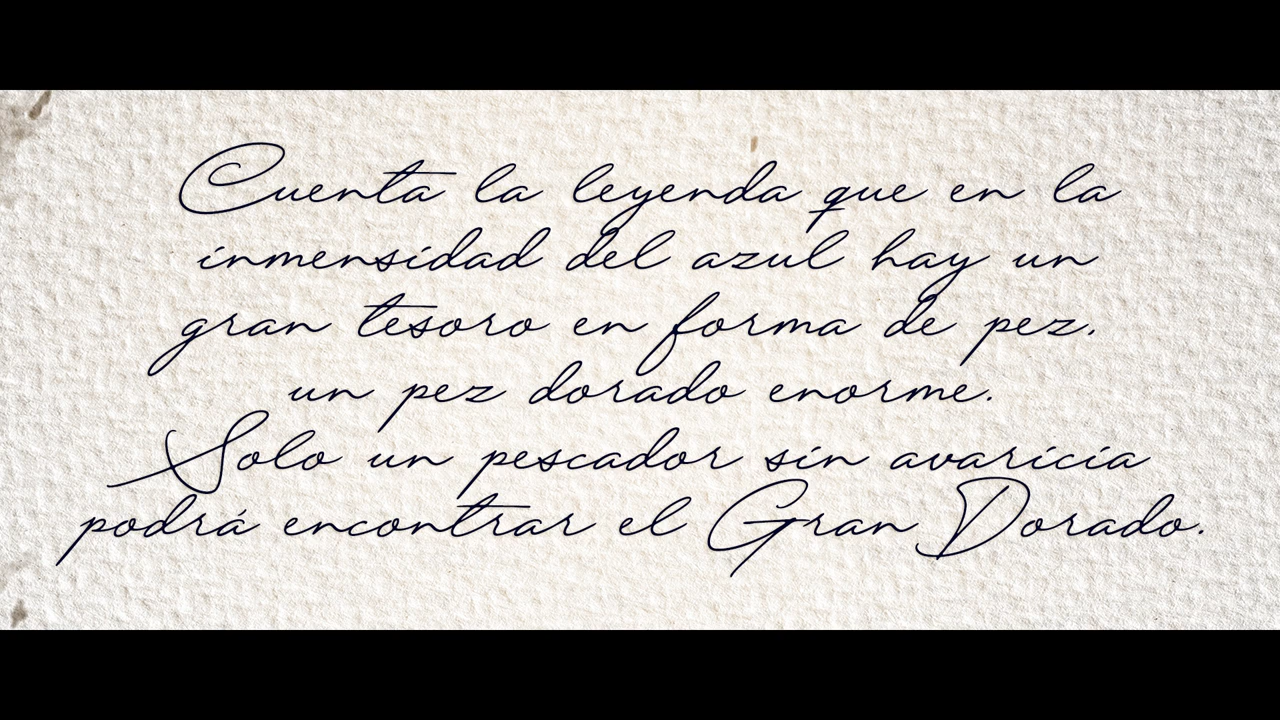 Cuenta la leyenda que en la
inmensidad del azul hay un
gran tesoro en forma de pez.
un pez dorado enorme.
Solo un pescador sin avaricia
podrá encontrar el Gran Dorado.